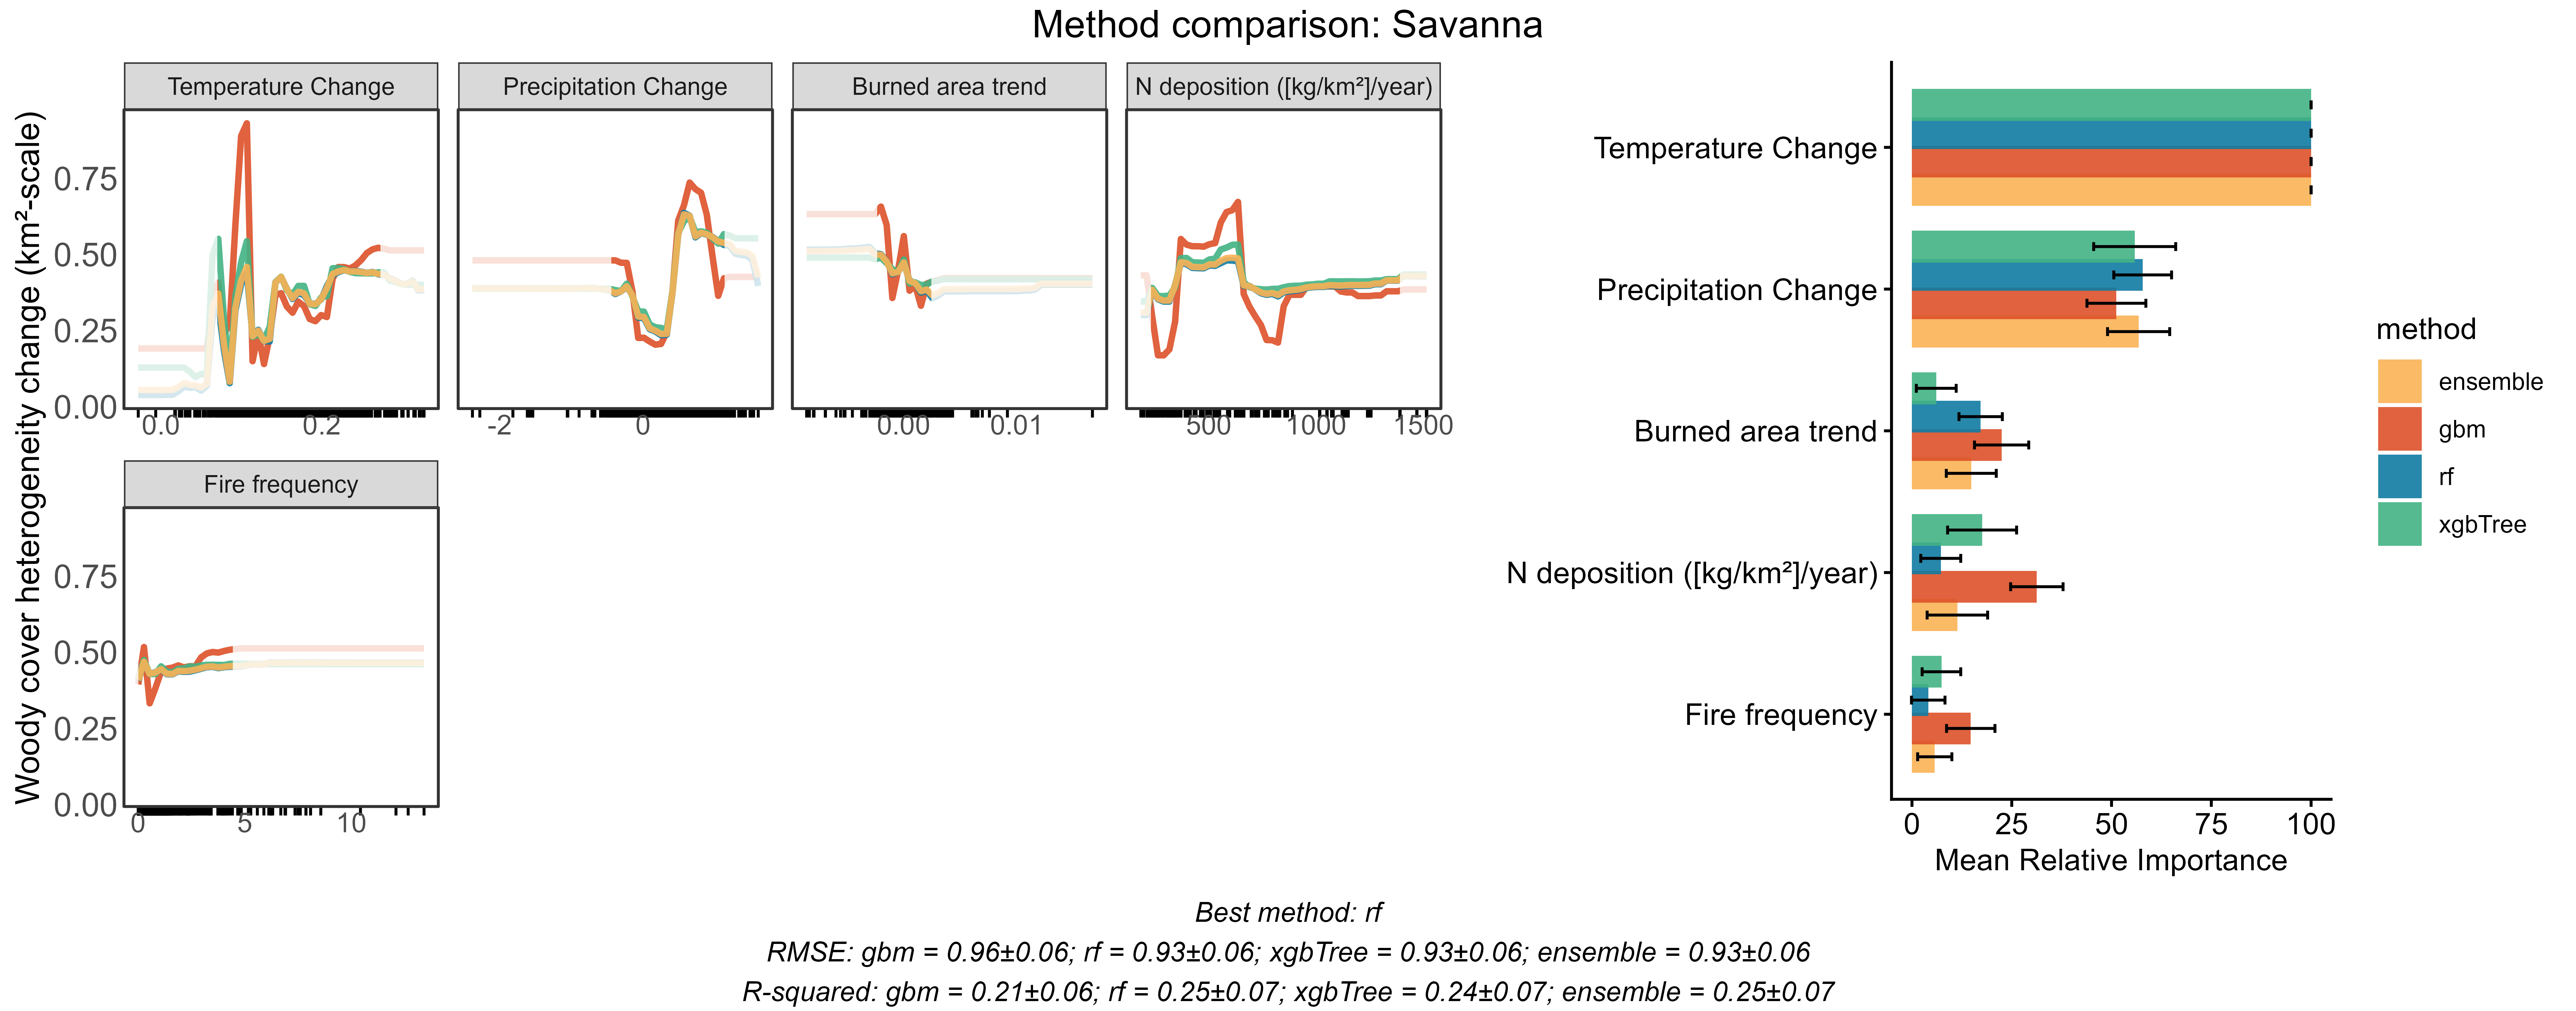 Method comparison: Savanna
Temperature Change
Precipitation Change
Burned area trend
N deposition ([kg/km²]/year)
Woody cover heterogeneity change (km²-scale)
0.75
0.50
0.25
0.00
0.0 0.2
-2 0
0.00 0.01
500 1000 1500
Fire frequency
0.75
0.50
0.25
0.00
0 5 10
Temperature Change
Precipitation Change
Burned area trend
N deposition ([kg/km²]/year)
Fire frequency
0 25 50 75 100
Mean Relative Importance
method
ensemble
gbm
rf
xgbTree
Best method: rf
RMSE: gbm = 0.96±0.06; rf = 0.93±0.06; xgbTree = 0.93±0.06; ensemble = 0.93±0.06
R-squared: gbm = 0.21±0.06; rf = 0.25±0.07; xgbTree = 0.24±0.07; ensemble = 0.25±0.07